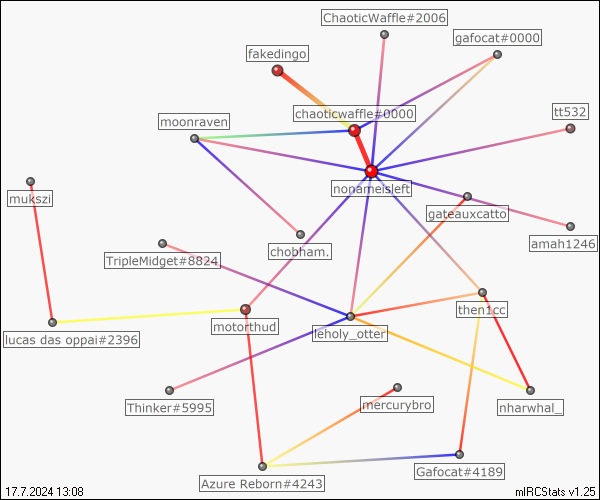 ChaoticWaffle#2006
gafocat#0000
fakedingo
chaoticwaffle#0000
tt532
moonraven
nonameisleft
mukszi
gateauxcatto
amah1246
chobham.
TripleMidget#8824
then1cc
motorthud
leholy_otter
lucas das oppai#2396
Thinker#5995
mercurybro
nharwhal_
Gafocat#4189
Azure Reborn#4243
17.7.2024 13:08
mIRCStats v1.25